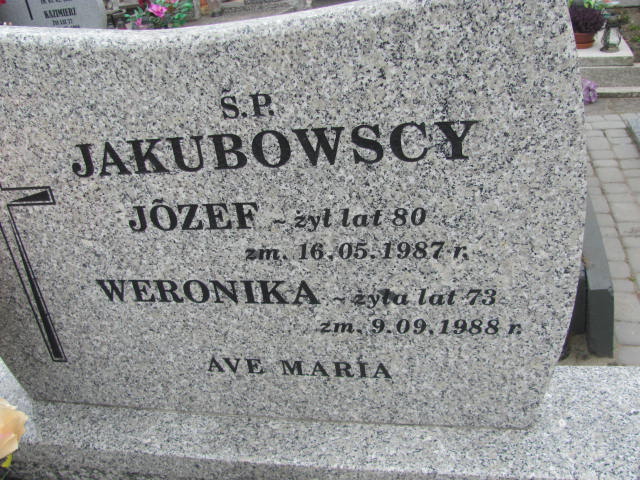 KAZIMIERZ
Ś.P.
JAKUBOWSCY
JÓZEF ~ żył lat 80
zm. 16.05.1987 r.
WERONIKA ~ żyła lat 73
zm. 9.09.1988 r.
AVE MARIA